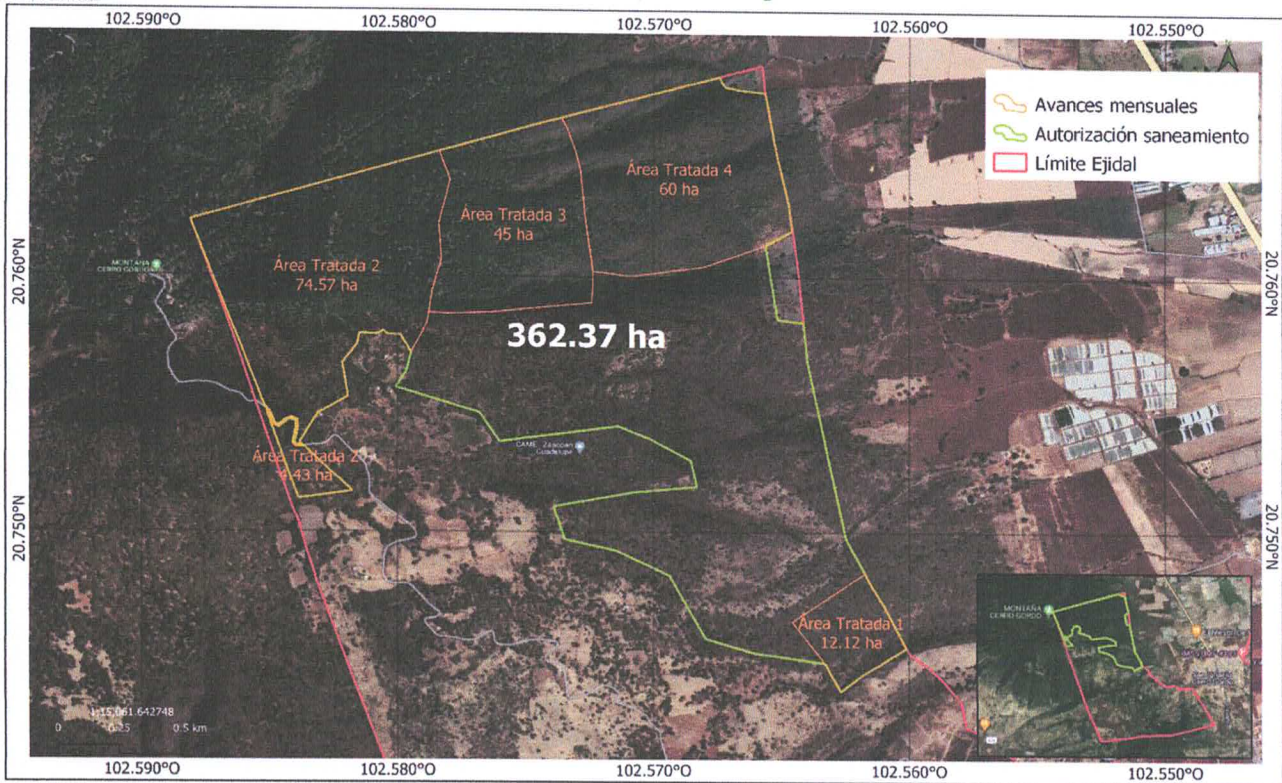 102.590°O
102.580°O
102.570°O
102.560°O
102.550°O
Avances mensuales
Autorización saneamiento
Límite Ejidal
Área Tratada 4
60 ha
Área Tratada 3
45 ha
Área Tratada 2
74.57 ha
MONTAÑA
CERRO GORDO
20.760°N
20.760°N
362.37 ha
CAME
Guadalupe
Área Tratada 2
4.43 ha
20.750°N
20.750°N
Área Tratada 1
12.12 ha
MONTAÑA
CERRO GORDO
1:15,061.642748
0 0.25 0.5 km
102.590°O
102.580°O
102.570°O
102.560°O
102.550°O